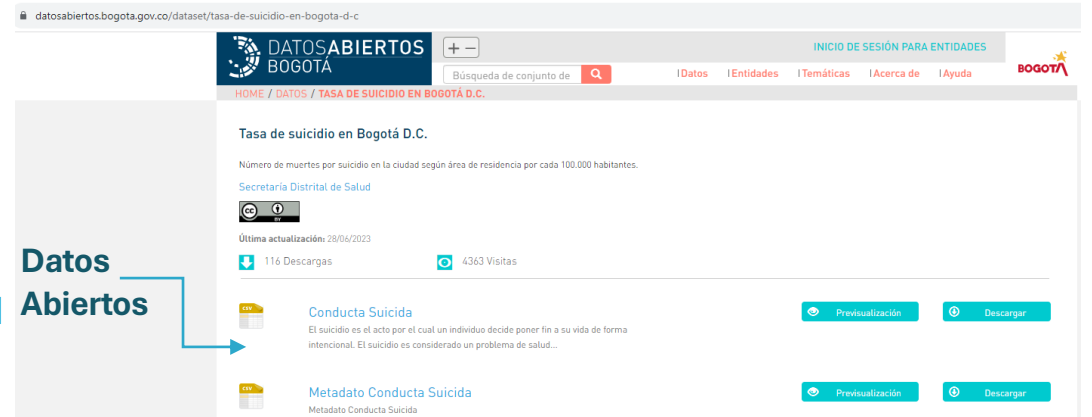 datosabiertos.bogota.gov.co/dataset/tasa-de-suicidio-en-bogota-d-c
DATOSABIERTOS
BOGOTÁ
+ −
INICIO DE SESIÓN PARA ENTIDADES
Búsqueda de conjunto de
| Datos | Entidades | Temáticas | Acerca de | Ayuda
BOGOTÁ
HOME / DATOS / TASA DE SUICIDIO EN BOGOTÁ D.C.
Tasa de suicidio en Bogotá D.C.
Número de muertes por suicidio en la ciudad según área de residencia por cada 100.000 habitantes.
Secretaría Distrital de Salud
cc BY
Última actualización: 28/06/2023
116 Descargas 4363 Visitas
Datos
Abiertos
CSV
Conducta Suicida
El suicidio es el acto por el cual un individuo decide poner fin a su vida de forma
intencional. El suicidio es considerado un problema de salud...
Previsualización Descargar
CSV
Metadato Conducta Suicida
Metadato Conducta Suicida
Previsualización Descargar